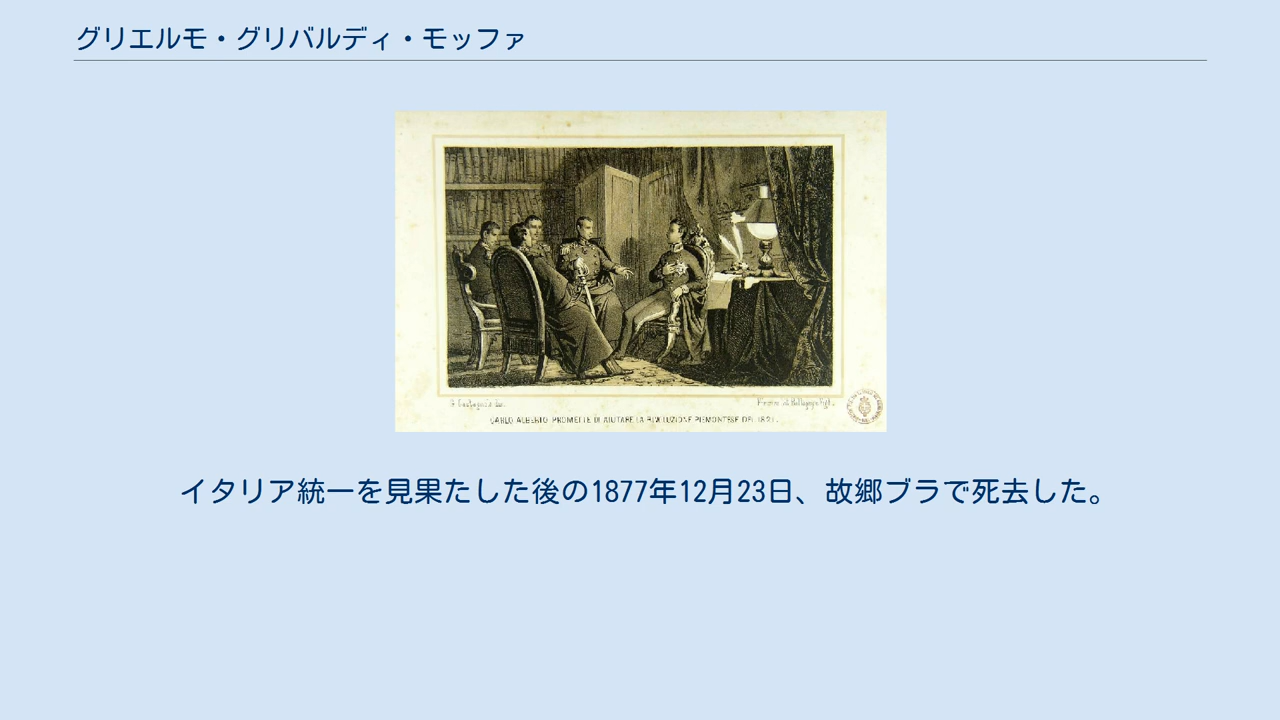 グリエルモ・グリバルディ・モッファ
CARLO ALBERTO PROMETTE DI AIUTARE LA RIVOLUZIONE PIEMONTESE DEL 1821.
イタリア統一を見果たした後の1877年12月23日、故郷ブラで死去した。